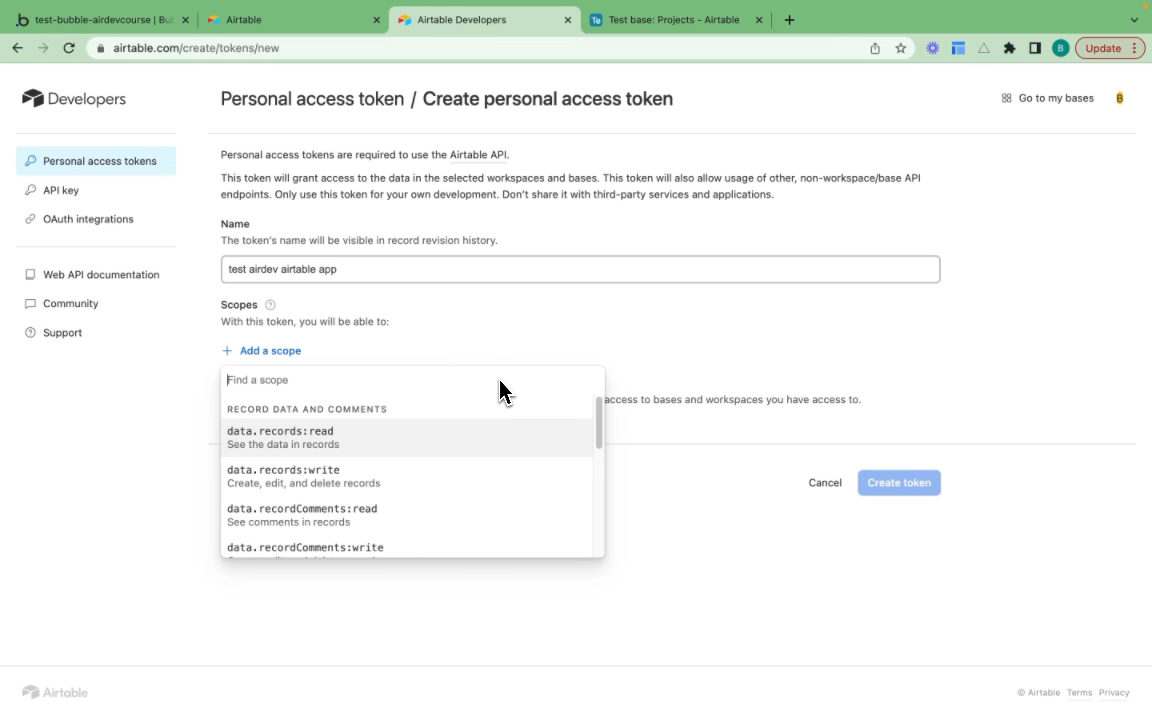 test-bubble-airdevcourse | Bul
Airtable
Airtable Developers
Test base: Projects - Airtable
airtable.com/create/tokens/new
B
Update
Developers
Personal access token / Create personal access token
Go to my bases
B
Personal access tokens
API key
OAuth integrations
Web API documentation
Community
Support
Personal access tokens are required to use the Airtable API.
This token will grant access to the data in the selected workspaces and bases. This token will also allow usage of other, non-workspace/base API
endpoints. Only use this token for your own development. Don't share it with third-party services and applications.
Name
The token's name will be visible in record revision history.
test airdev airtable app
Scopes
With this token, you will be able to:
+ Add a scope
Find a scope
RECORD DATA AND COMMENTS
access to bases and workspaces you have access to.
data.records:read
See the data in records
data.records:write
Create, edit, and delete records
data.recordComments:read
See comments in records
data.recordComments:write
Cancel
Create token
Airtable
© Airtable Terms Privacy